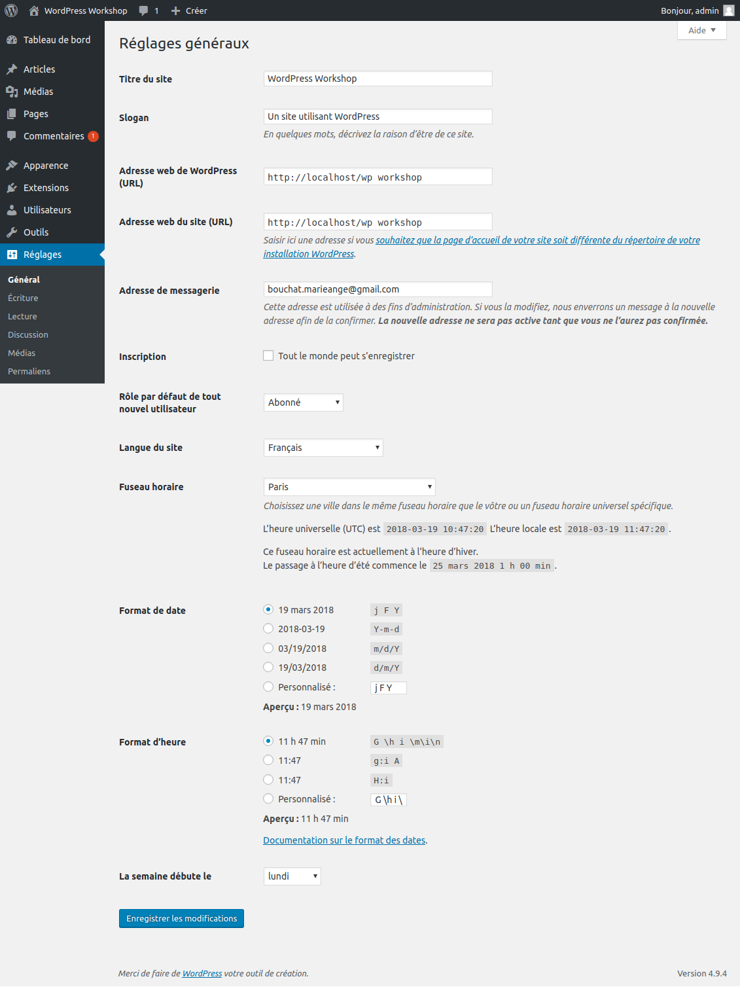 WordPress Workshop 1 Créer Bonjour, admin
Aide
Tableau de bord
Articles
Médias
Pages
Commentaires 1
Apparence
Extensions
Utilisateurs
Outils
Réglages
Général
Écriture
Lecture
Discussion
Médias
Permaliens
Réglages généraux
Titre du site WordPress Workshop
Slogan Un site utilisant WordPress
En quelques mots, décrivez la raison d’être de ce site.
Adresse web de WordPress
(URL) http://localhost/wp workshop
Adresse web du site (URL) http://localhost/wp workshop
Saisir ici une adresse si vous souhaitez que la page d’accueil de votre site soit différente du répertoire de votre
installation WordPress.
Adresse de messagerie bouchat.marieange@gmail.com
Cette adresse est utilisée à des fins d’administration. Si vous la modifiez, nous enverrons un message à la nouvelle
adresse afin de la confirmer. La nouvelle adresse ne sera pas active tant que vous ne l’aurez pas confirmée.
Inscription Tout le monde peut s’enregistrer
Rôle par défaut de tout
nouvel utilisateur Abonné
Langue du site Français
Fuseau horaire Paris
Choisissez une ville dans le même fuseau horaire que le vôtre ou un fuseau horaire universel spécifique.
L’heure universelle (UTC) est 2018-03-19 10:47:20 L’heure locale est 2018-03-19 11:47:20 .
Ce fuseau horaire est actuellement à l’heure d’hiver.
Le passage à l’heure d’été commence le 25 mars 2018 1 h 00 min .
Format de date 19 mars 2018 j F Y
2018-03-19 Y-m-d
03/19/2018 m/d/Y
19/03/2018 d/m/Y
Personnalisé : j F Y
Aperçu : 19 mars 2018
Format d’heure 11 h 47 min G \h i \m\i\n
11:47 g:i A
11:47 H:i
Personnalisé : G \h i \
Aperçu : 11 h 47 min
Documentation sur le format des dates.
La semaine débute le lundi
Enregistrer les modifications
Merci de faire de WordPress votre outil de création. Version 4.9.4